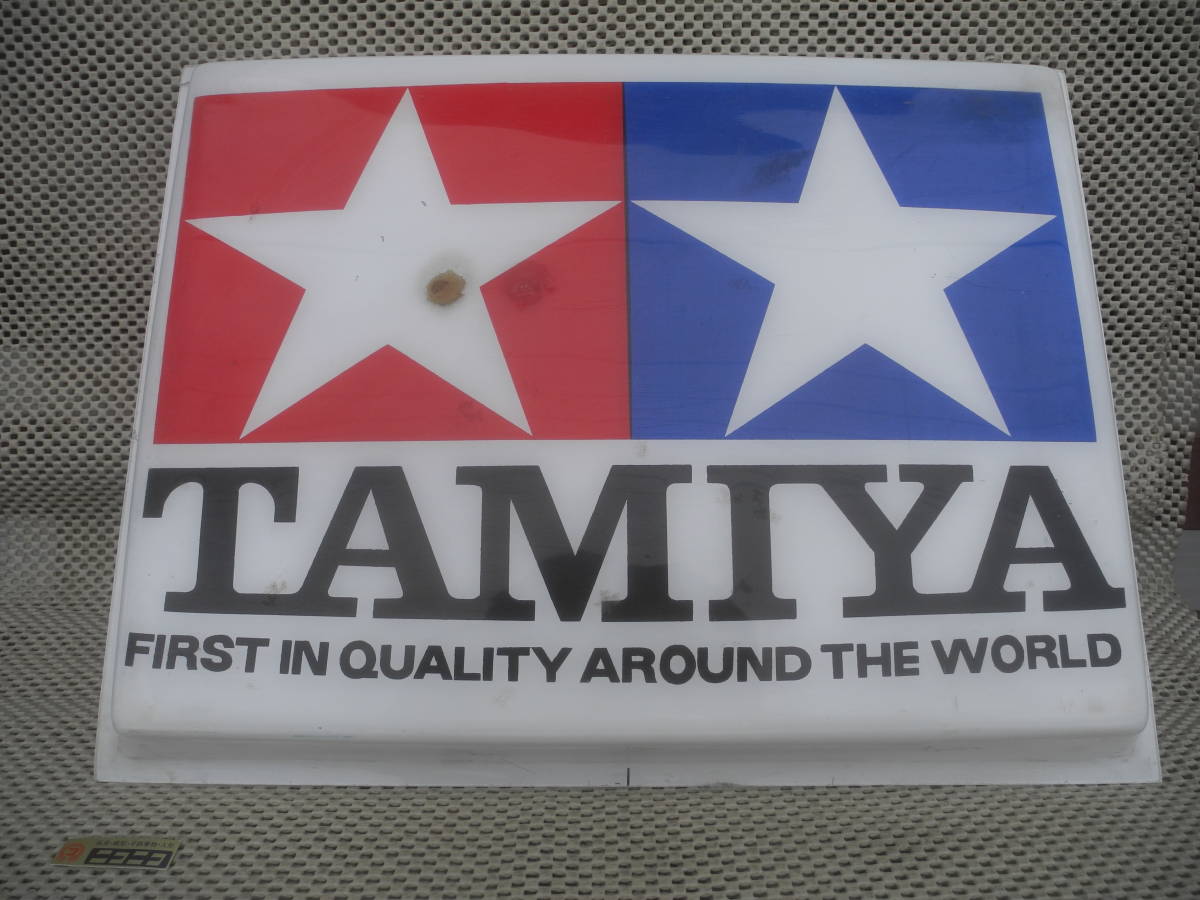 TAMIYA
FIRST IN QUALITY AROUND THE WORLD